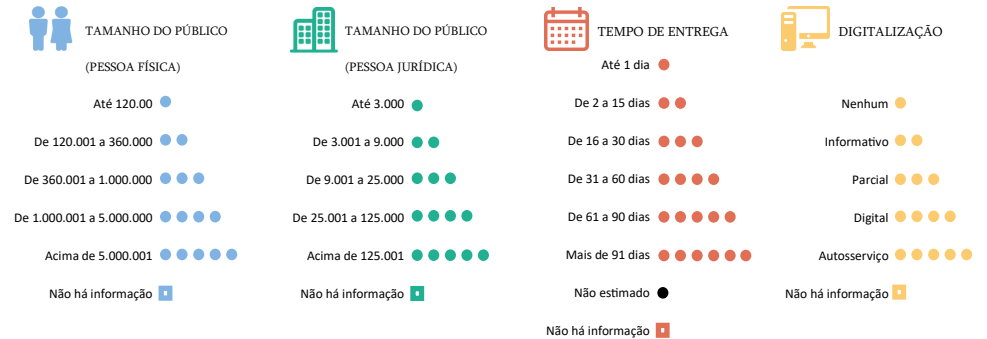 TAMANHO DO PÚBLICO
(PESSOA FÍSICA)
Até 120.00
De 120.001 a 360.000
De 360.001 a 1.000.000
De 1.000.001 a 5.000.000
Acima de 5.000.001
Não há informação
TAMANHO DO PÚBLICO
(PESSOA JURÍDICA)
Até 3.000
De 3.001 a 9.000
De 9.001 a 25.000
De 25.001 a 125.000
Acima de 125.001
Não há informação
TEMPO DE ENTREGA
Até 1 dia
De 2 a 15 dias
De 16 a 30 dias
De 31 a 60 dias
De 61 a 90 dias
Mais de 91 dias
Não estimado
Não há informação
DIGITALIZAÇÃO
Nenhum
Informativo
Parcial
Digital
Autosserviço
Não há informação